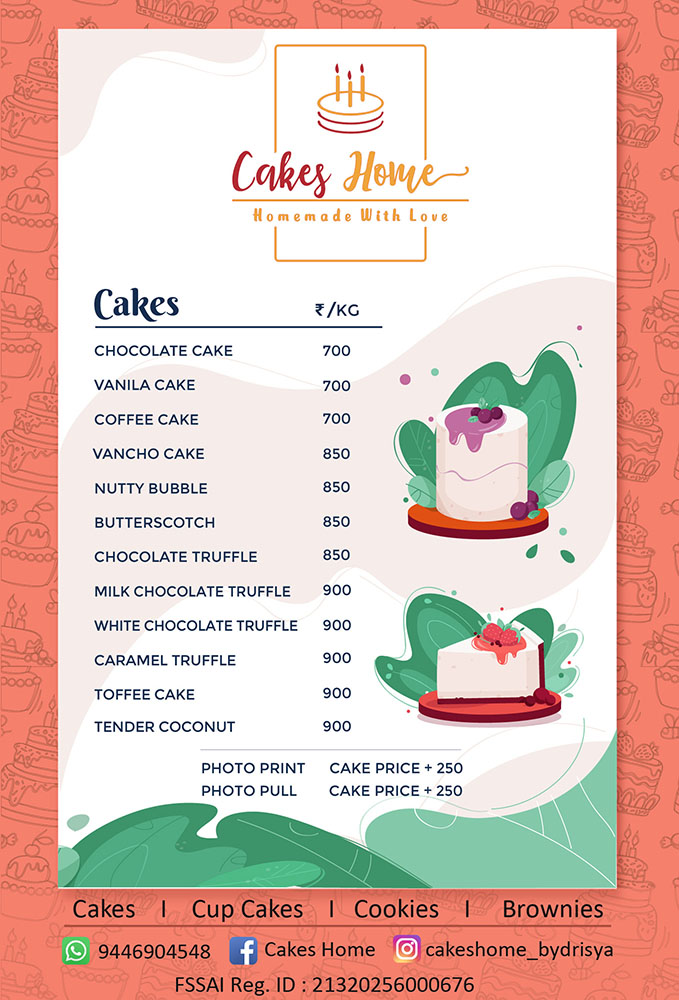 Cakes Home
Homemade With Love
Cakes ₹/KG
CHOCOLATE CAKE 700
VANILA CAKE 700
COFFEE CAKE 700
VANCHO CAKE 850
NUTTY BUBBLE 850
BUTTERSCOTCH 850
CHOCOLATE TRUFFLE 850
MILK CHOCOLATE TRUFFLE 900
WHITE CHOCOLATE TRUFFLE 900
CARAMEL TRUFFLE 900
TOFFEE CAKE 900
TENDER COCONUT 900
PHOTO PRINT CAKE PRICE + 250
PHOTO PULL CAKE PRICE + 250
Cakes I Cup Cakes I Cookies I Brownies
9446904548 Cakes Home cakeshome_bydrisya
FSSAI Reg. ID : 21320256000676